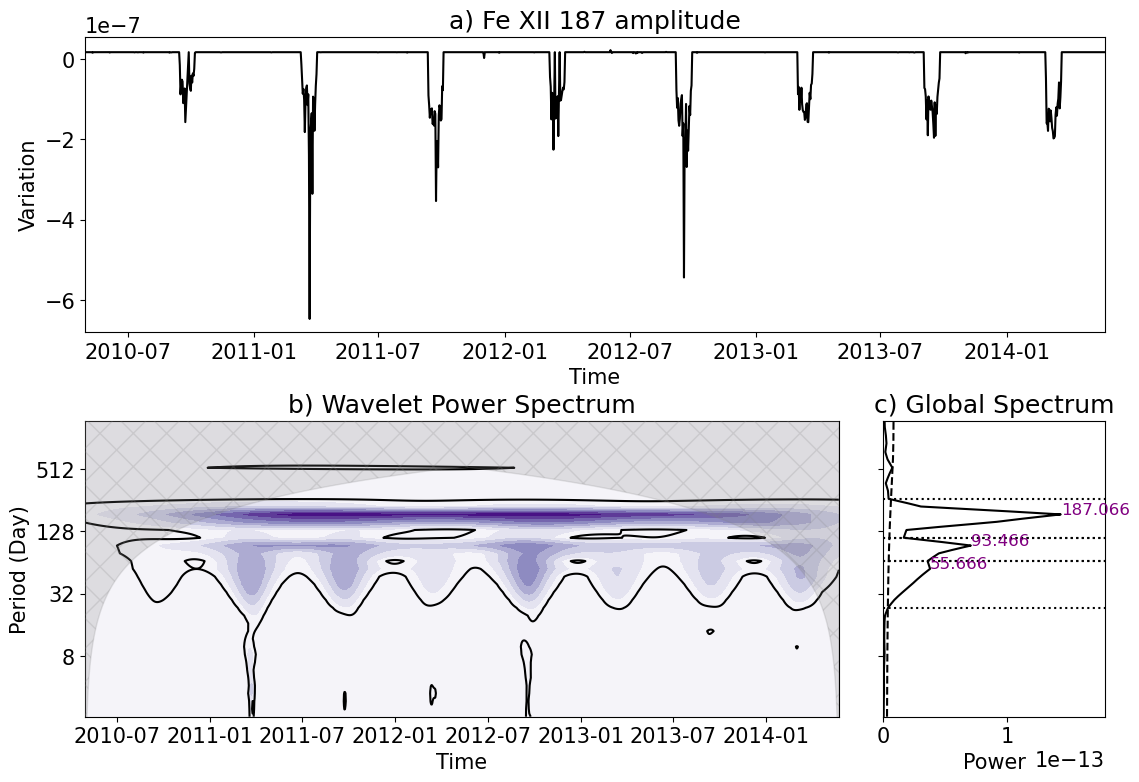 a) Fe XII 187 amplitude
1e−7
0
−2
−4
−6
Variation
2010-07 2011-01 2011-07 2012-01 2012-07 2013-01 2013-07 2014-01
Time
b) Wavelet Power Spectrum
512
128
32
8
Period (Day)
2010-07 2011-01 2011-07 2012-01 2012-07 2013-01 2013-07 2014-01
Time
c) Global Spectrum
187.066
93.466
55.666
0 1
Power 1e−13